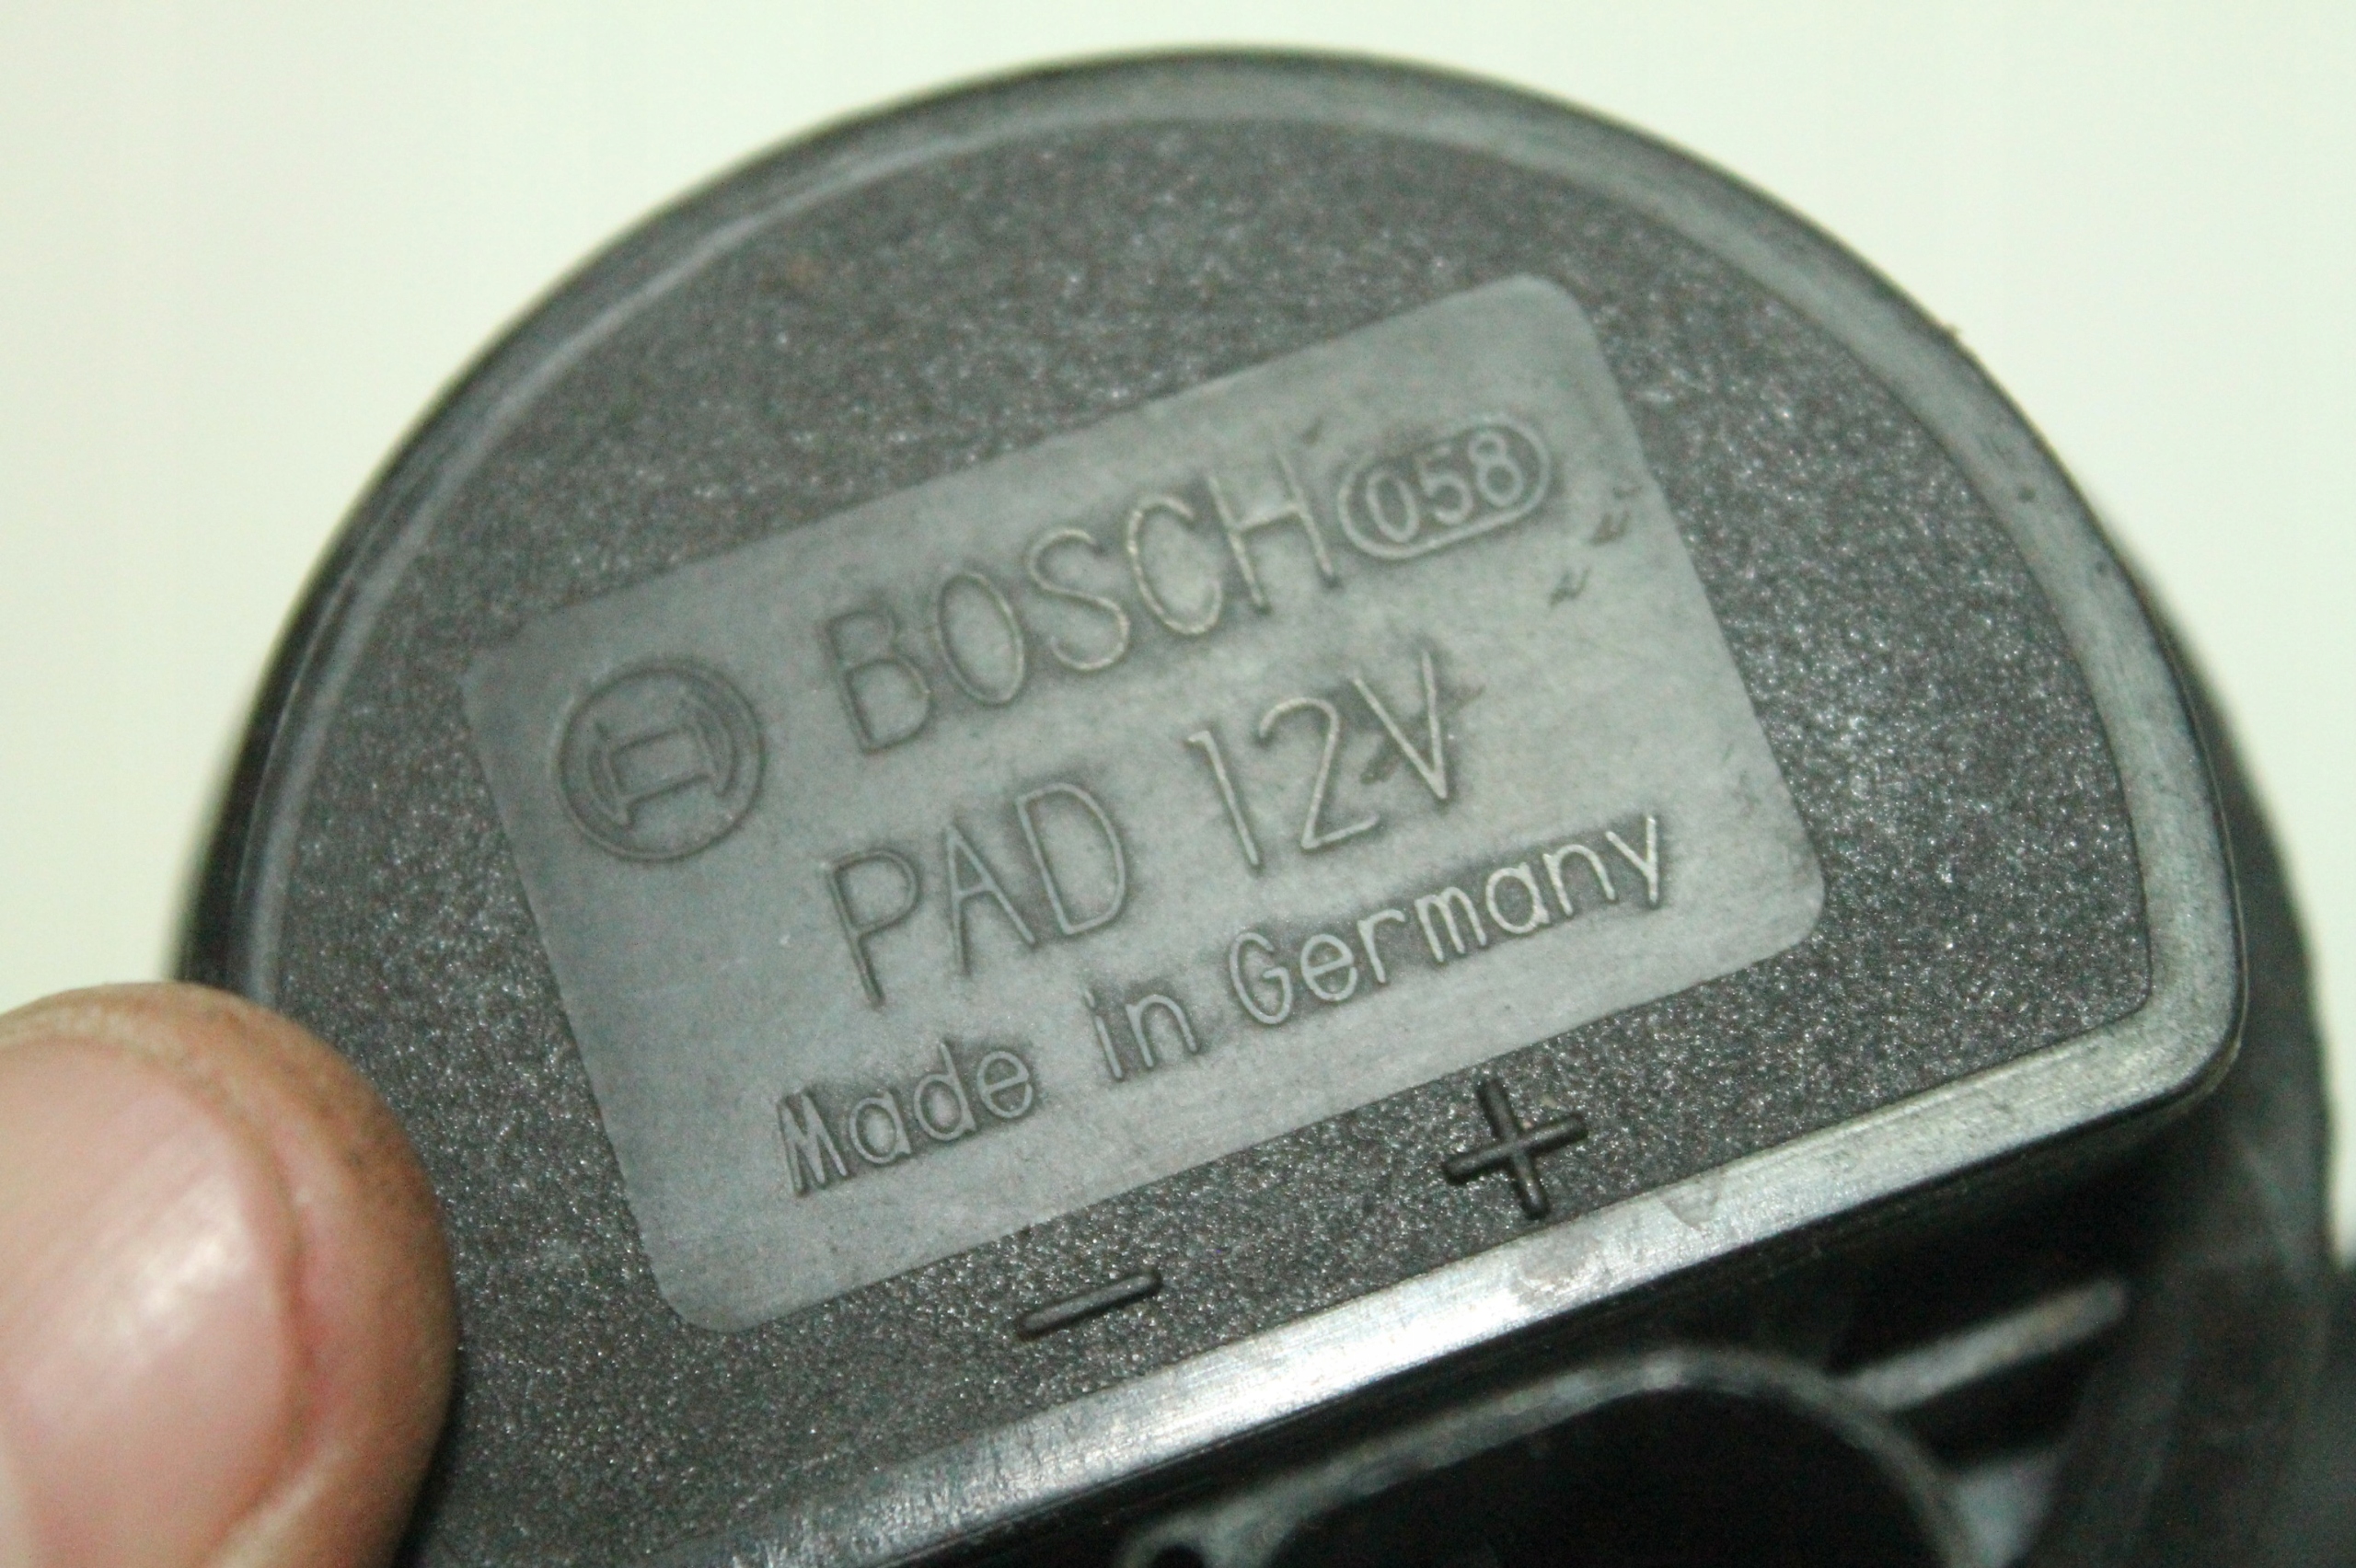 BOSCH 058
PAD 12V
Made in Germany
- +